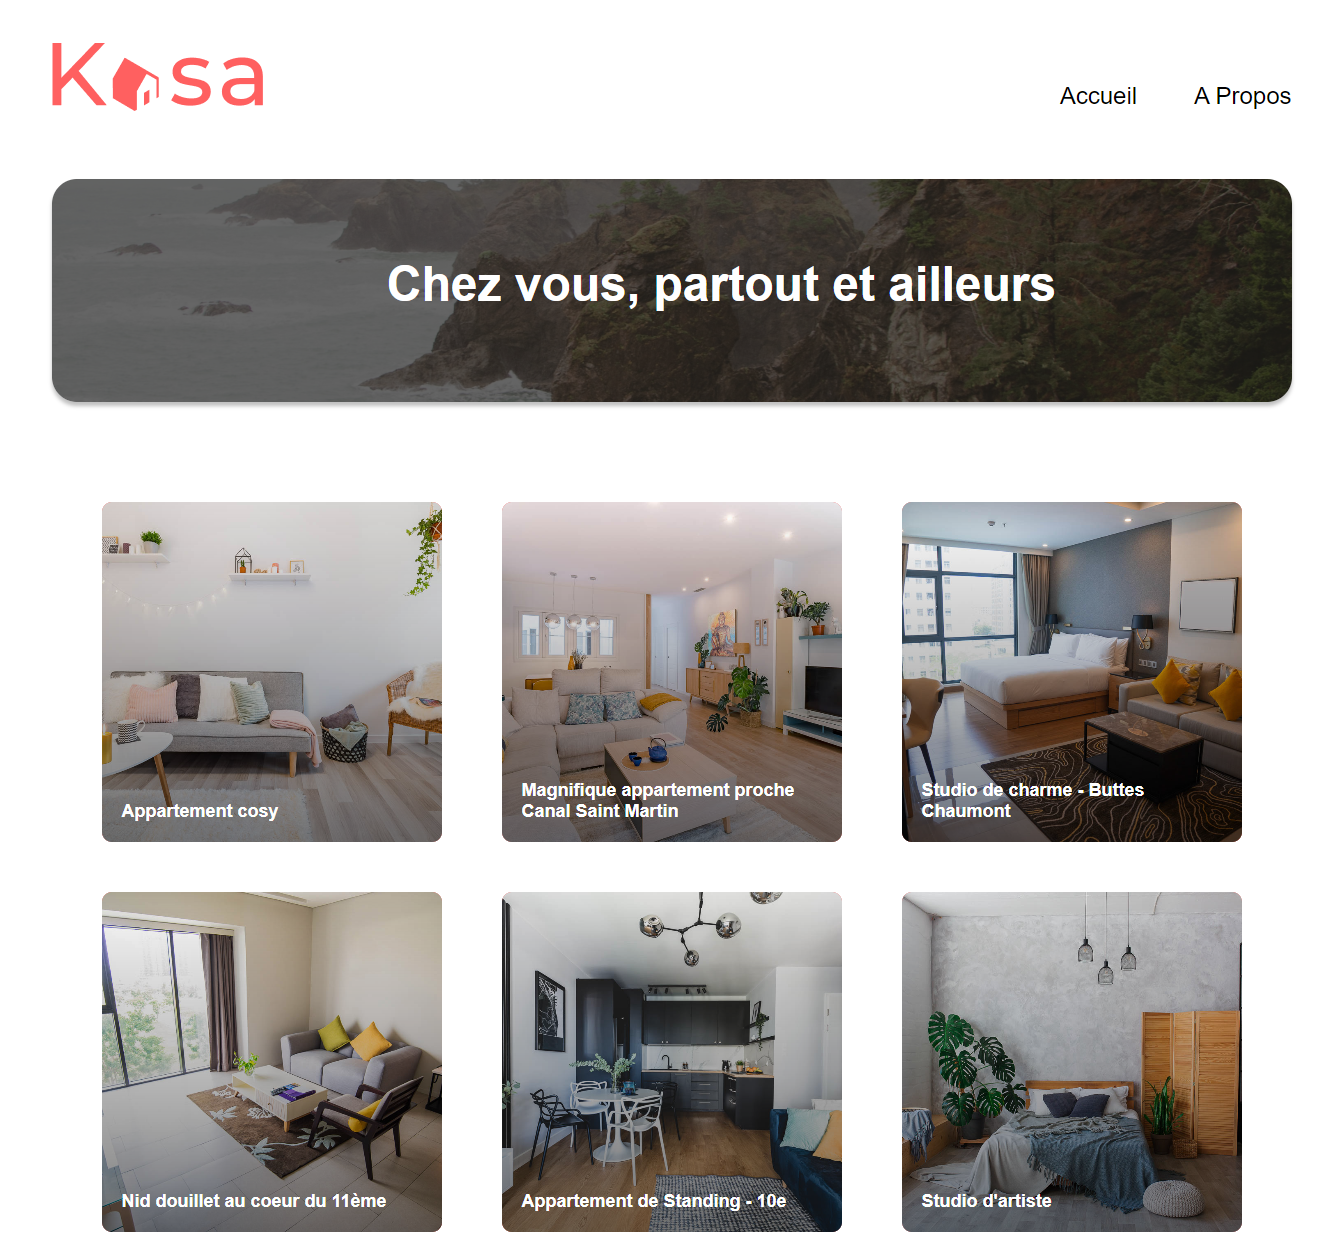 Kasa
Accueil
A Propos
Chez vous, partout et ailleurs
Appartement cosy
Magnifique appartement proche
Canal Saint Martin
Studio de charme - Buttes
Chaumont
Nid douillet au coeur du 11ème
Appartement de Standing - 10e
Studio d'artiste